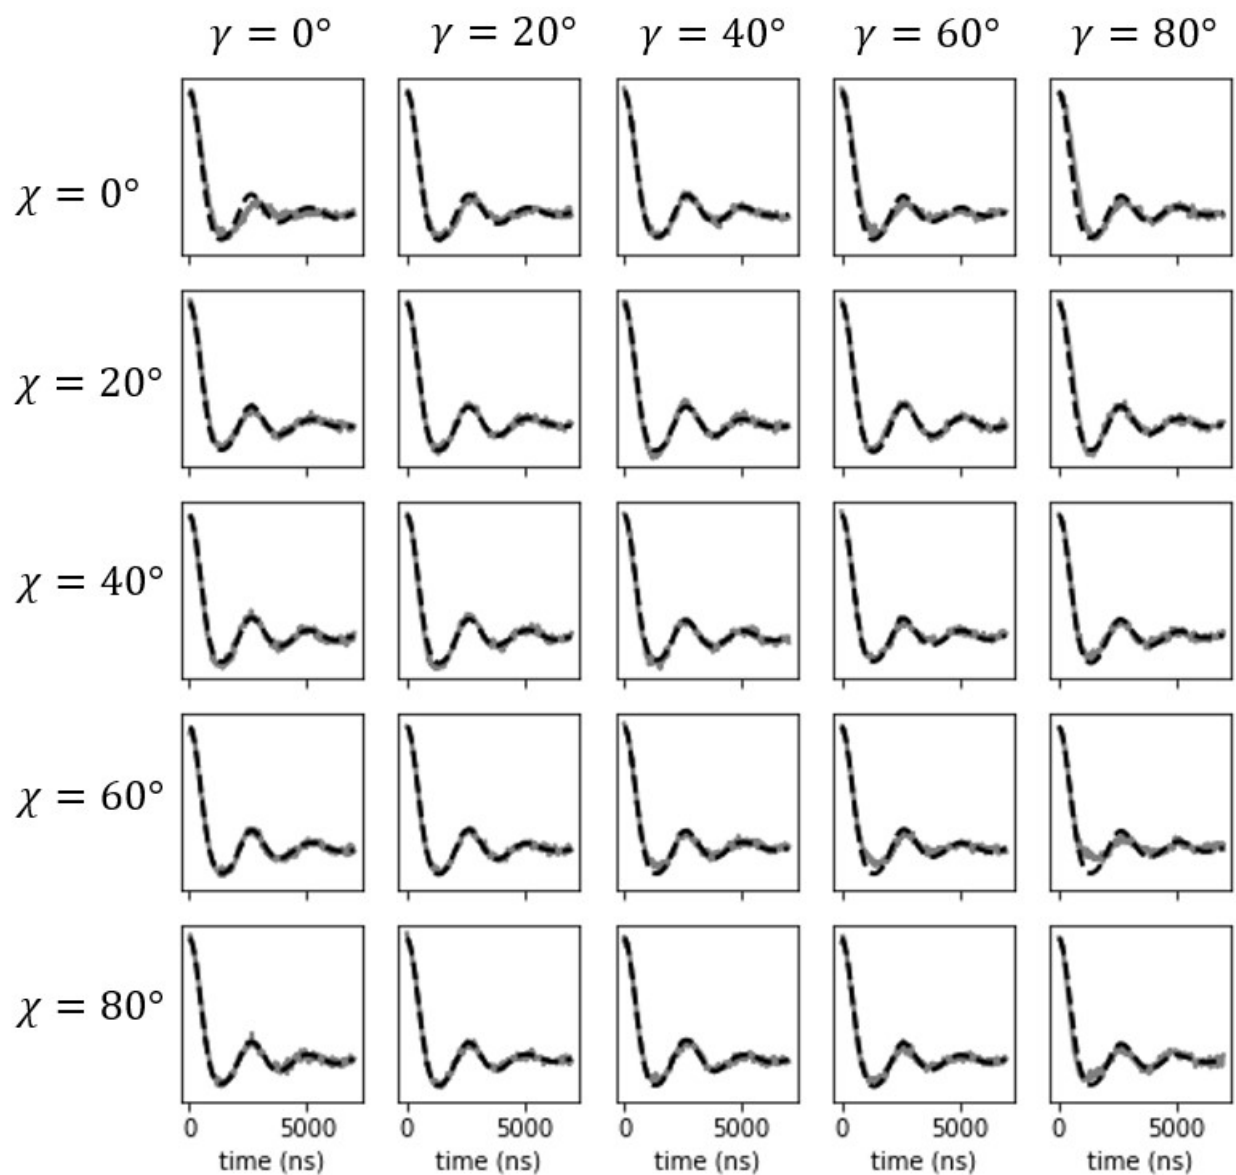 γ = 0° γ = 20° γ = 40° γ = 60° γ = 80°
χ = 0°
χ = 20°
χ = 40°
χ = 60°
χ = 80°
0 5000 0 5000 0 5000 0 5000 0 5000
time (ns) time (ns) time (ns) time (ns) time (ns)